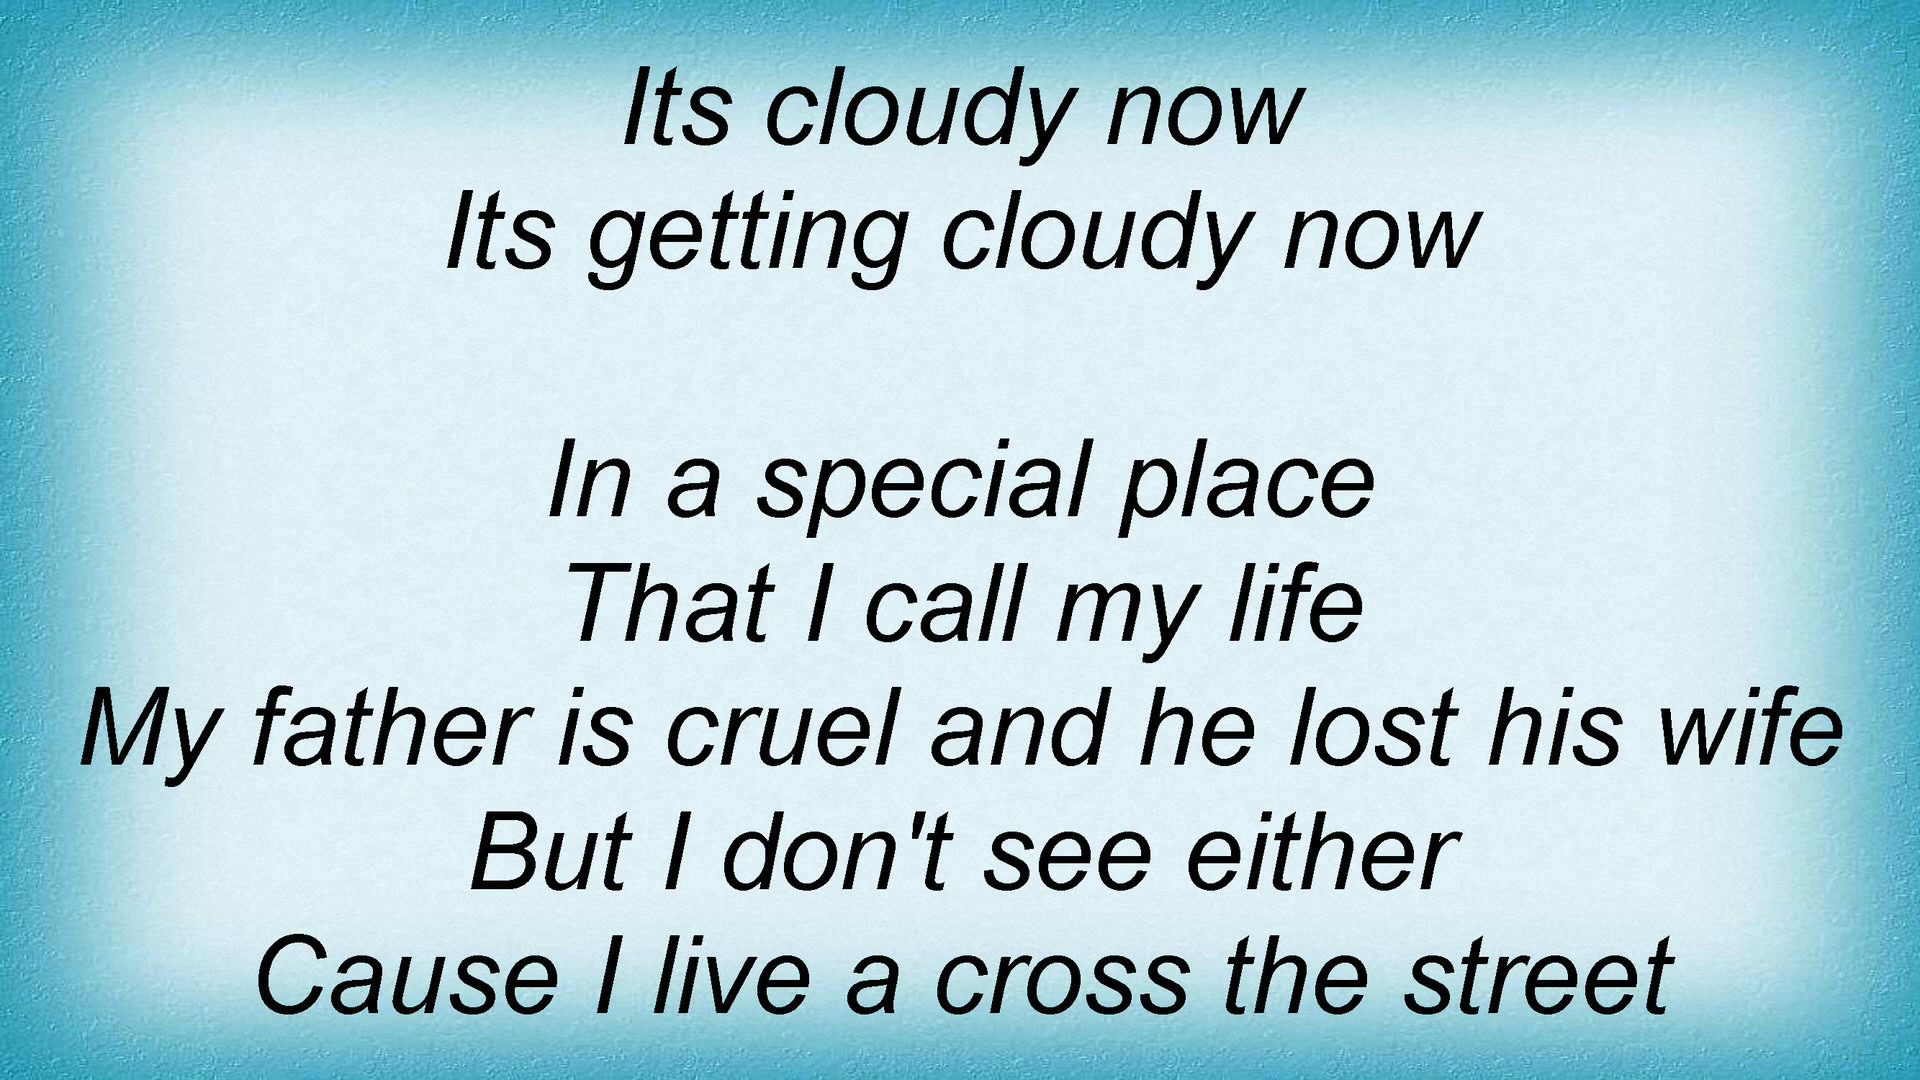 Its cloudy now
Its getting cloudy now
In a special place
That I call my life
My father is cruel and he lost his wife
But I don't see either
Cause I live a cross the street